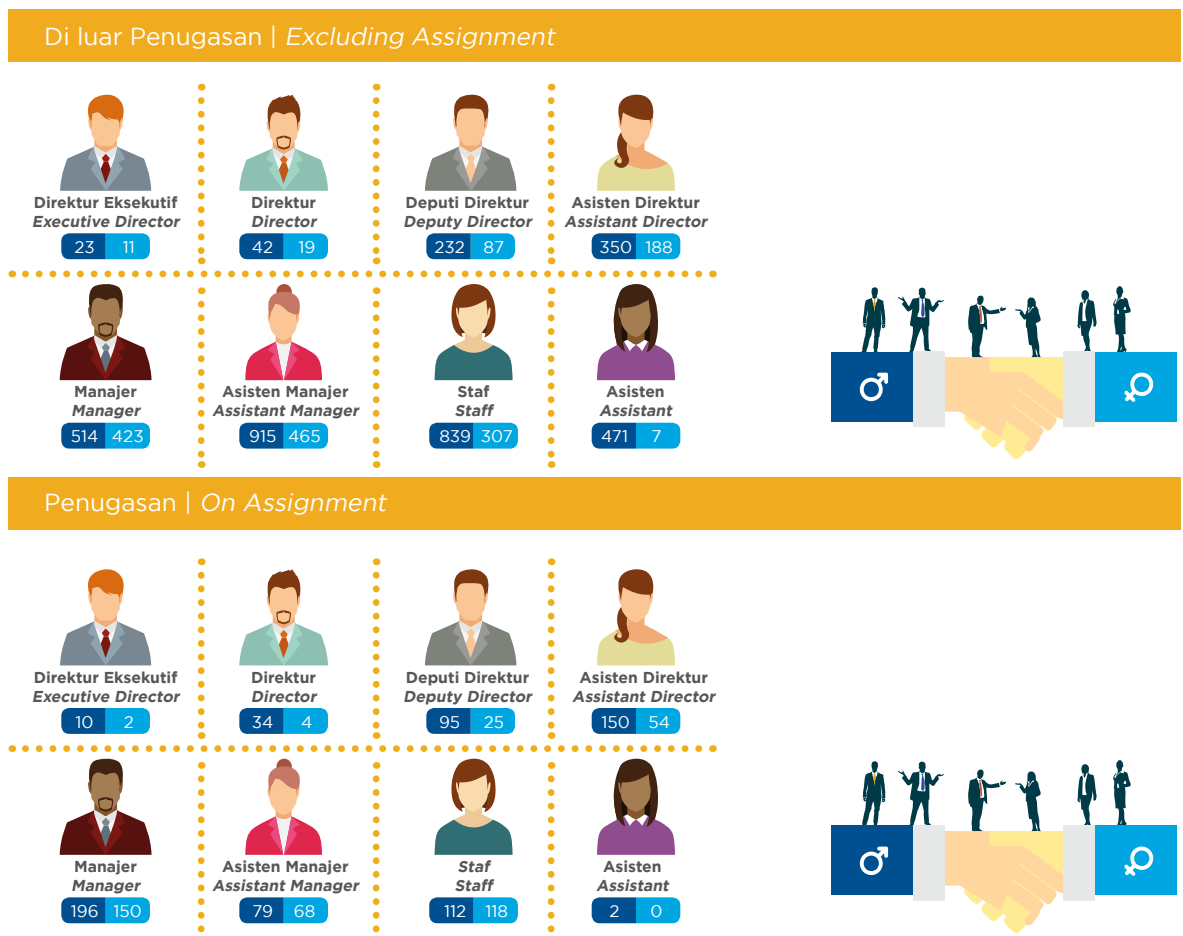 Di luar Penugasan | Excluding Assignment
Direktur Eksekutif
Executive Director
23 11
Direktur
Director
42 19
Deputi Direktur
Deputy Director
232 87
Asisten Direktur
Assistant Director
350 188
Manajer
Manager
514 423
Asisten Manajer
Assistant Manager
915 465
Staf
Staff
839 307
Asisten
Assistant
471 7
Penugasan | On Assignment
Direktur Eksekutif
Executive Director
10 2
Direktur
Director
34 4
Deputi Direktur
Deputy Director
95 25
Asisten Direktur
Assistant Director
150 54
Manajer
Manager
196 150
Asisten Manajer
Assistant Manager
79 68
Staf
Staff
112 118
Asisten
Assistant
2 0